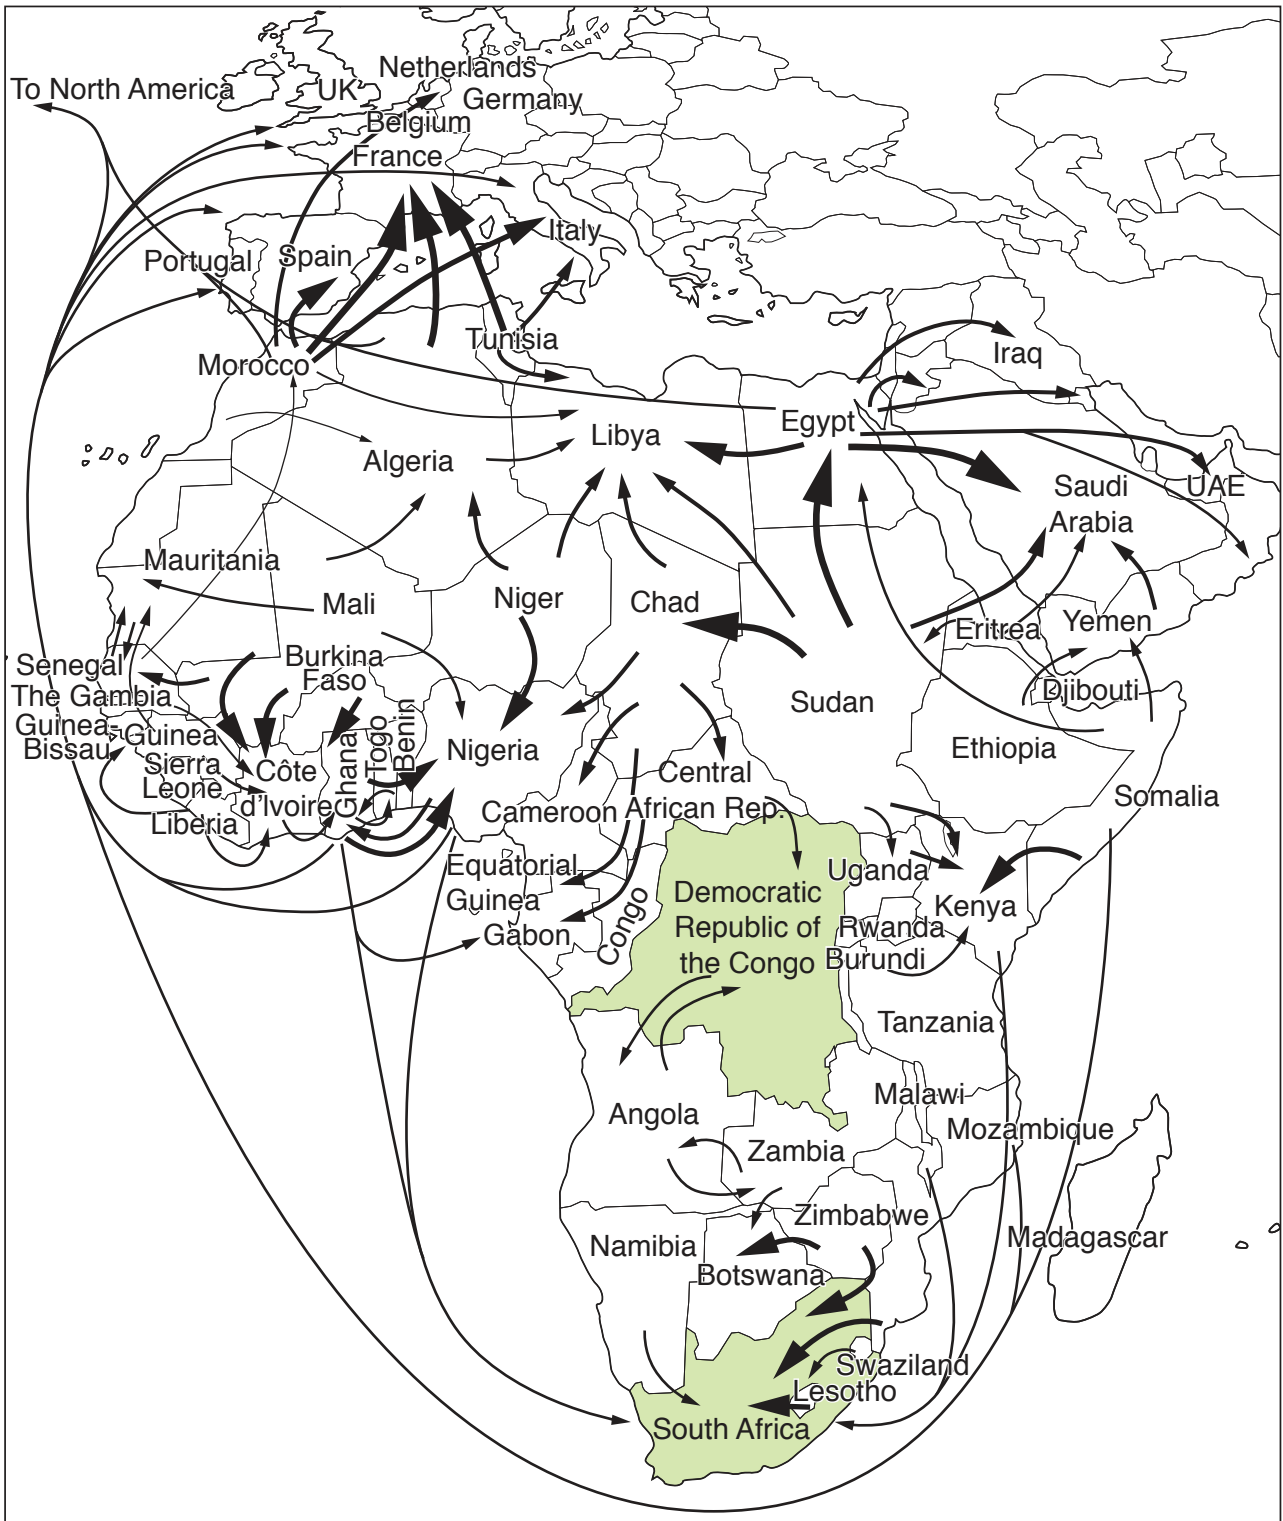 Netherlands
To North America
UK
Germany
Belgium
France
Italy
Spain
Portugal
Tunisia
Iraq
Morocco
Egypt
Libya
Algeria
Saudi
Arabia
UAE
Mauritania
Mali
Niger
Chad
Eritrea
Yemen
Burkina
Faso
Senegal
The Gambia
Djibouti
Sudan
Guinea-
Bissau
Guinea
Togo
Benin
Nigeria
Ethiopia
Sierra
Leone
Côte
d'Ivoire
Ghana
Central
African Rep.
Cameroon
Somalia
Liberia
Equatorial
Guinea
Uganda
Democratic
Republic of
the Congo
Kenya
Rwanda
Gabon
Congo
Burundi
Tanzania
Malawi
Angola
Mozambique
Zambia
Zimbabwe
Madagascar
Namibia
Botswana
Swaziland
Lesotho
South Africa